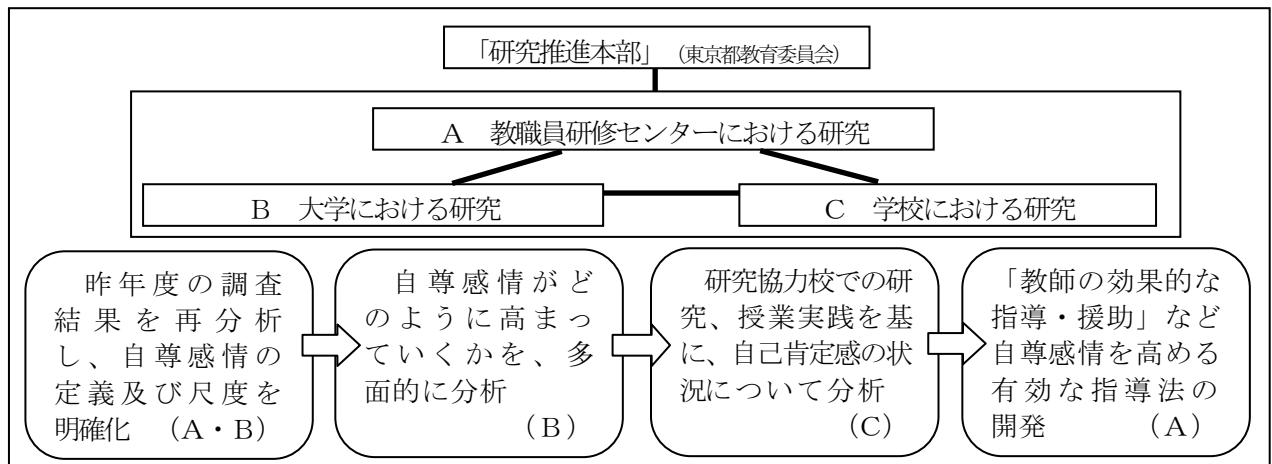 「研究推進本部」（東京都教育委員会）
A　教職員研修センターにおける研究
B　大学における研究
C　学校における研究
昨年度の調査
結果を再分析
し、自尊感情の
定義及び尺度を
明確化　（A・B）
自尊感情がど
のように高まっ
ていくかを、多
面的に分析
（B）
研究協力校での研
究、授業実践を基
に、自己肯定感の状
況について分析
（C）
「教師の効果的な
指導・援助」など
自尊感情を高める
有効な指導法の
開発　（A）